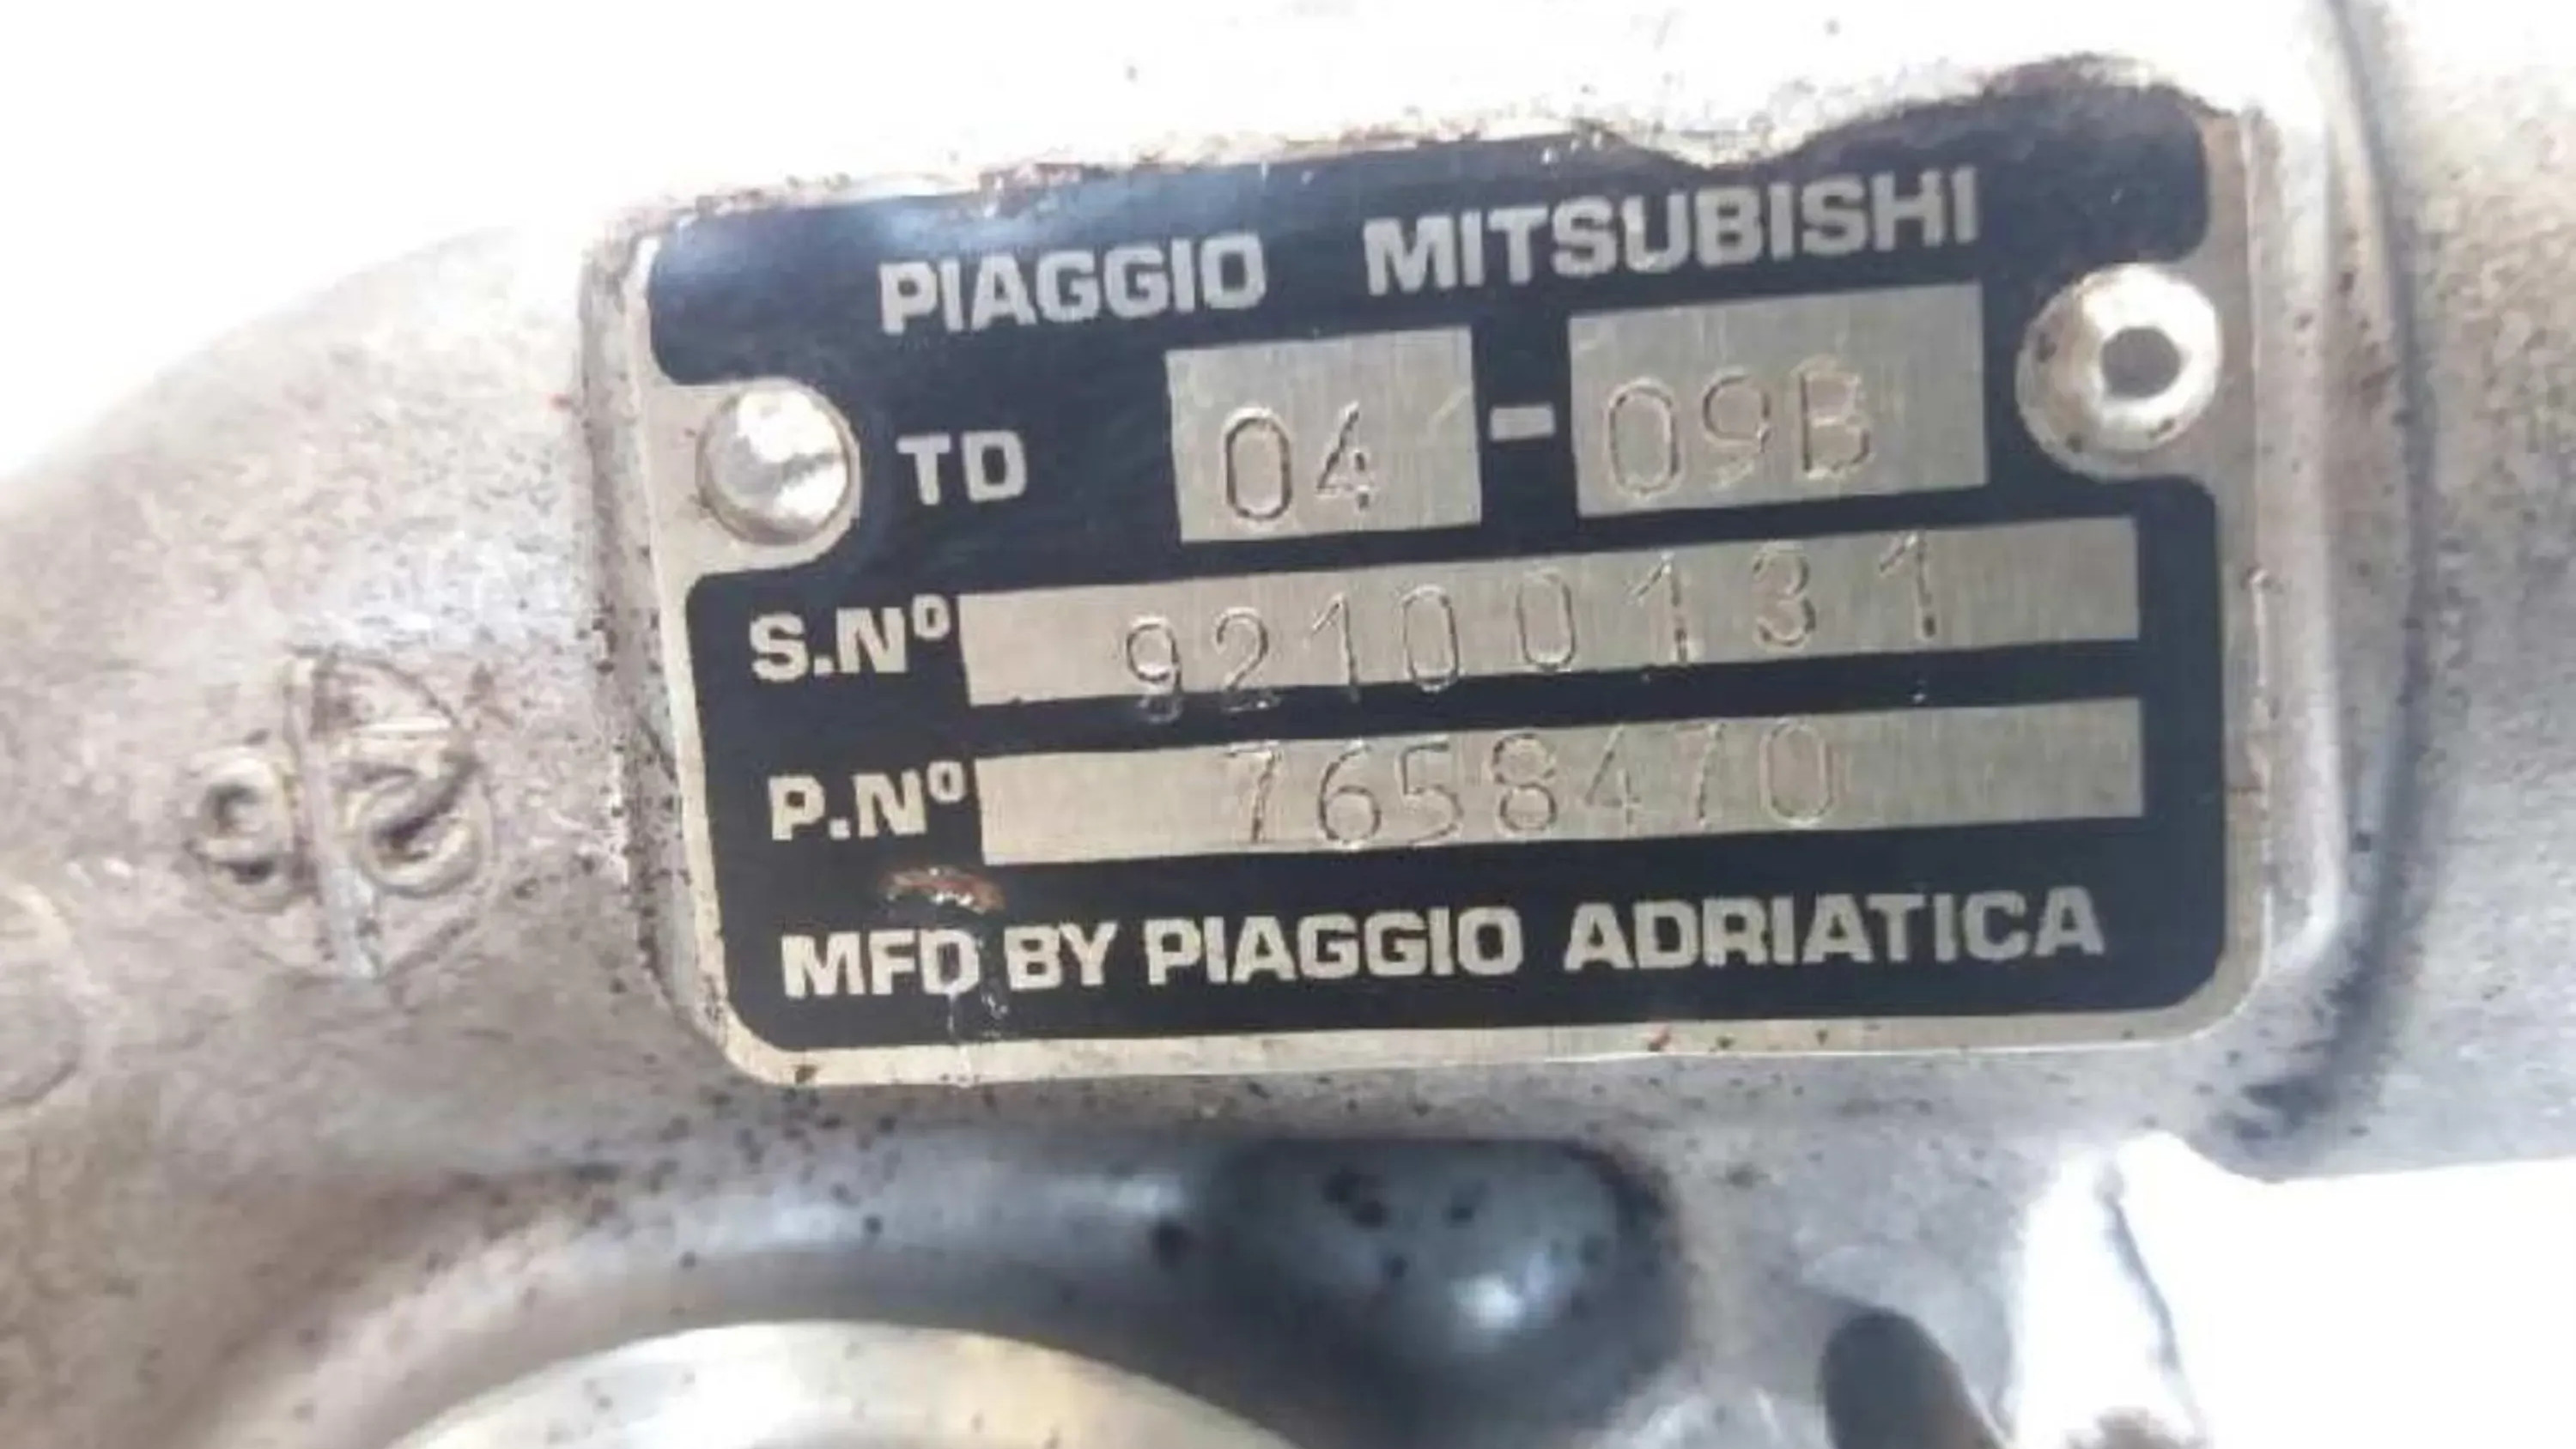 PIAGGIO MITSUBISHI
TD 04-09B
S.Nº 92100131
P.Nº 7658470
MFD BY PIAGGIO ADRIATICA